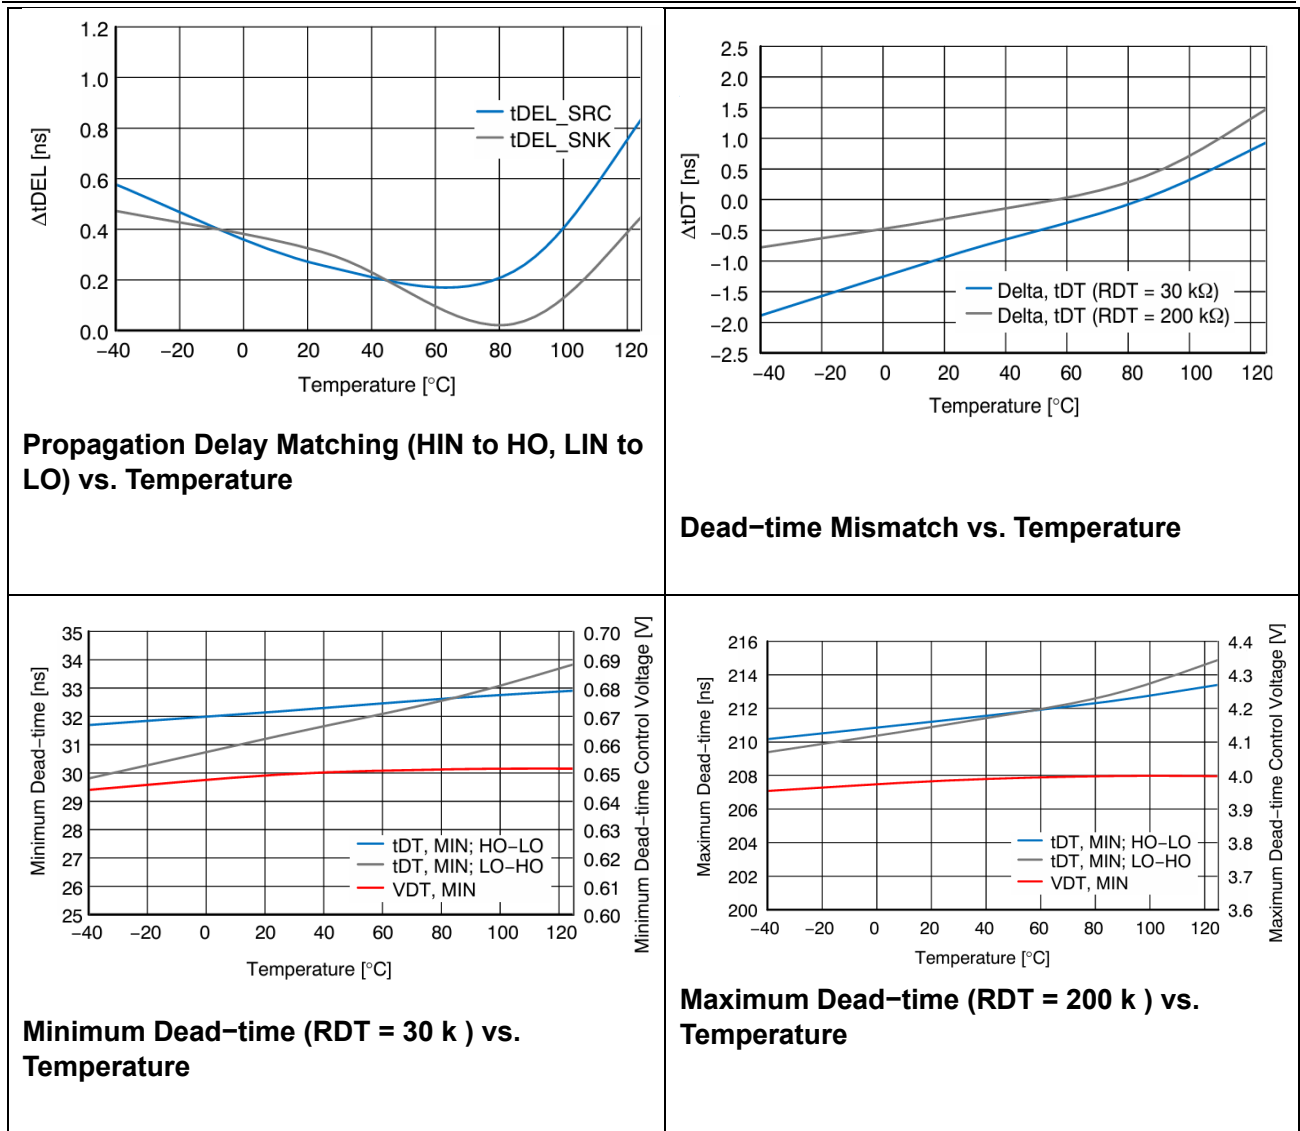 1.2
1.0
0.8
0.6
0.4
0.2
0.0
ΔtDEL [ns]
tDEL_SRC
tDEL_SNK
−40 −20 0 20 40 60 80 100 120
Temperature [°C]
Propagation Delay Matching (HIN to HO, LIN to
LO) vs. Temperature
2.5
2.0
1.5
1.0
0.5
0.0
−0.5
−1.0
−1.5
−2.0
−2.5
ΔtDT [ns]
Delta, tDT (RDT = 30 kΩ)
Delta, tDT (RDT = 200 kΩ)
−40 −20 0 20 40 60 80 100 120
Temperature [°C]
Dead−time Mismatch vs. Temperature
35
34
33
32
31
30
29
28
27
26
25
Minimum Dead−time [ns]
0.70
0.69
0.68
0.67
0.66
0.65
0.64
0.63
0.62
0.61
0.60
Minimum Dead−time Control Voltage [V]
tDT, MIN; HO−LO
tDT, MIN; LO−HO
VDT, MIN
−40 −20 0 20 40 60 80 100 120
Temperature [°C]
Minimum Dead−time (RDT = 30 k ) vs.
Temperature
216
214
212
210
208
206
204
202
200
Maximum Dead−time [ns]
4.4
4.3
4.2
4.1
4.0
3.9
3.8
3.7
3.6
Maximum Dead−time Control Voltage [V]
tDT, MIN; HO−LO
tDT, MIN; LO−HO
VDT, MIN
−40 −20 0 20 40 60 80 100 120
Temperature [°C]
Maximum Dead−time (RDT = 200 k ) vs.
Temperature